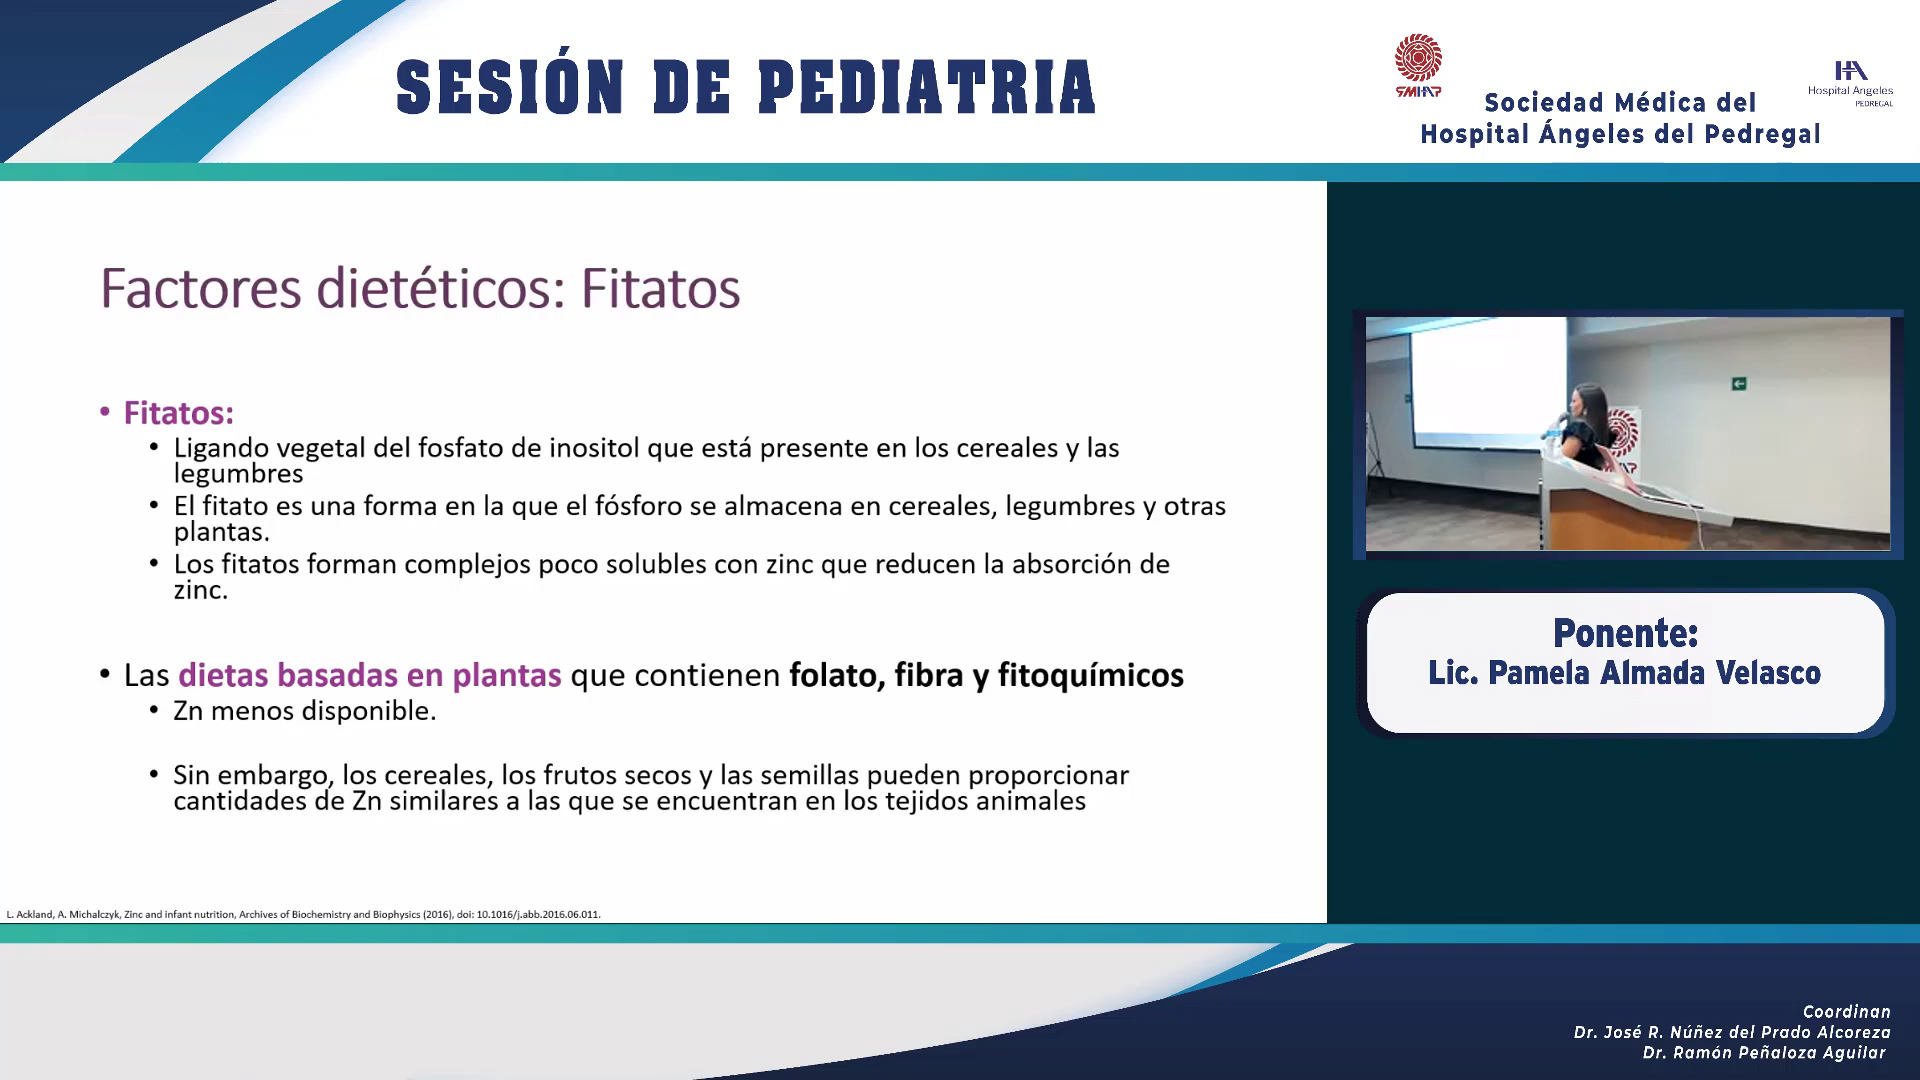 SESIÓN DE PEDIATRIA
SMHAP
Sociedad Médica del
Hospital Ángeles del Pedregal
HA
Hospital Angeles
PEDREGAL
Factores dietéticos: Fitatos
• Fitatos:
• Ligando vegetal del fosfato de inositol que está presente en los cereales y las
legumbres
• El fitato es una forma en la que el fósforo se almacena en cereales, legumbres y otras
plantas.
• Los fitatos forman complejos poco solubles con zinc que reducen la absorción de
zinc.
• Las dietas basadas en plantas que contienen folato, fibra y fitoquímicos
• Zn menos disponible.
• Sin embargo, los cereales, los frutos secos y las semillas pueden proporcionar
cantidades de Zn similares a las que se encuentran en los tejidos animales
L. Ackland, A. Michalczyk, Zinc and infant nutrition, Archives of Biochemistry and Biophysics (2016), doi: 10.1016/j.abb.2016.06.011.
Ponente:
Lic. Pamela Almada Velasco
Coordinan
Dr. José R. Núñez del Prado Alcoreza
Dr. Ramón Peñaloza Aguilar